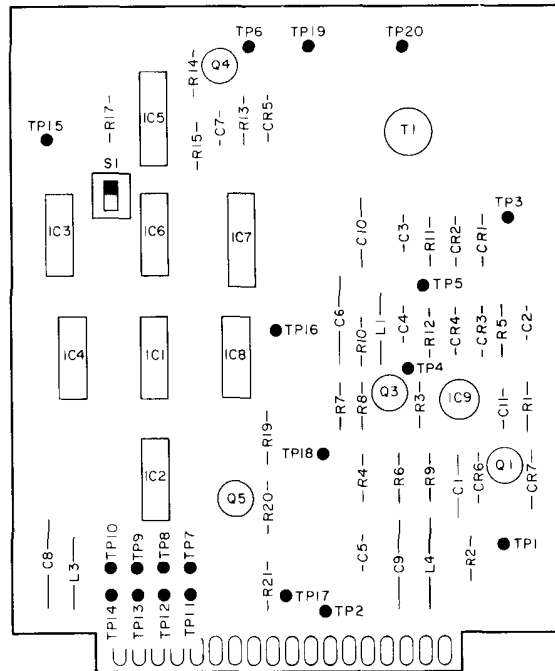 TP6 TP19 TP20
Q4
-R14-
IC5
-R17-
-R15-
-C7-
-R13-
-CR5-
T1
TP15
S1
TP3
IC3
IC6
IC7
C10
-C3-
-R11-
-CR2-
-CR1-
TP5
C6
L1
-C4-
-R12-
-CR4-
-CR3-
-R5-
-C2-
TP16
-R10-
IC4
IC1
IC8
TP4
Q3
IC9
-R7-
-R8-
-R3-
-C11-
-R1-
-R19-
TP18
Q1
IC2
-R4-
-R6-
-R9-
C1
-CR6-
-CR7-
Q5
-R20-
TP1
C8
L3
TP10
TP9
TP8
TP7
-C5-
C9
L4
-R2-
-R21-
TP17
TP14
TP13
TP12
TP11
TP2